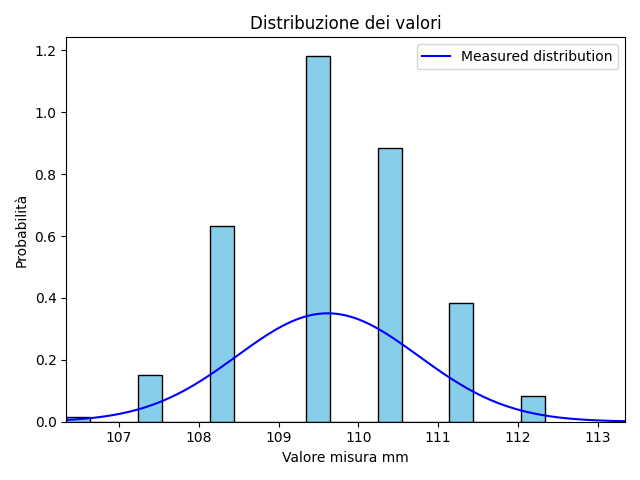 Distribuzione dei valori
Measured distribution
1.2
1.0
0.8
0.6
0.4
0.2
0.0
Probabilità
107 108 109 110 111 112 113
Valore misura mm